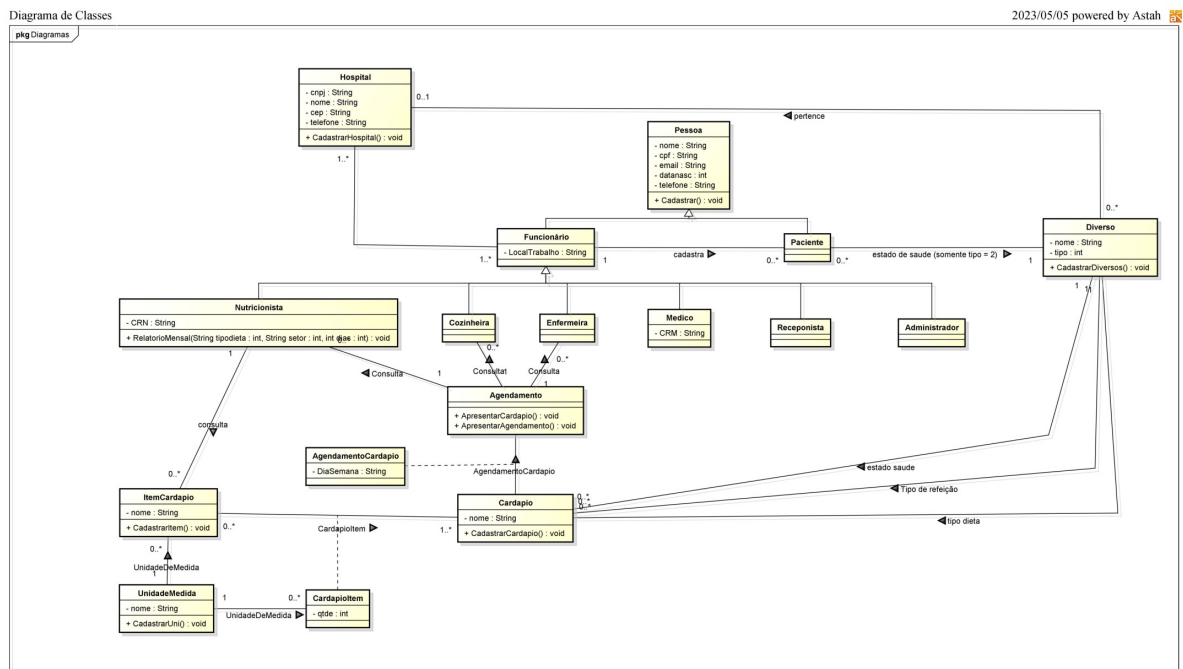 Diagrama de Classes
2023/05/05 powered by Astah
pkg Diagramas
Hospital
- cnpj : String
- nome : String
- cep : String
- telefone : String
+ CadastrarHospital() : void
0..1
pertence
1..*
Pessoa
- nome : String
- cpf : String
- email : String
- datanasc : int
- telefone : String
+ Cadastrar() : void
0..*
Funcionário
- LocalTrabalho : String
1..*
1
cadastra
Paciente
0..*
0..*
estado de saude (somente tipo = 2)
1
Diverso
- nome : String
- tipo : int
+ CadastrarDiversos() : void
1
1
1
Nutricionista
- CRN : String
+ RelatorioMensal(String tipodieta : int, String setor : int, int dias : int) : void
0..*
1
Cozinheira
0..*
Enfermeira
0..*
Medico
- CRM : String
Receponista
Administrador
Consulta
1
Consultat
Consulta
1
Agendamento
+ ApresentarCardapio() : void
+ ApresentarAgendamento() : void
consulta
0..*
AgendamentoCardapio
- DiaSemana : String
AgendamentoCardapio
estado saude
Tipo de refeição
tipo dieta
ItemCardapio
- nome : String
+ CadastrarItem() : void
0..*
CardapioItem
1..*
Cardapio
- nome : String
+ CadastrarCardapio() : void
0..*
0..*
0..*
0..*
UnidadeDeMedida
1
UnidadeMedida
- nome : String
+ CadastrarUni() : void
1
UnidadeDeMedida
0..*
CardapioItem
- qtde : int